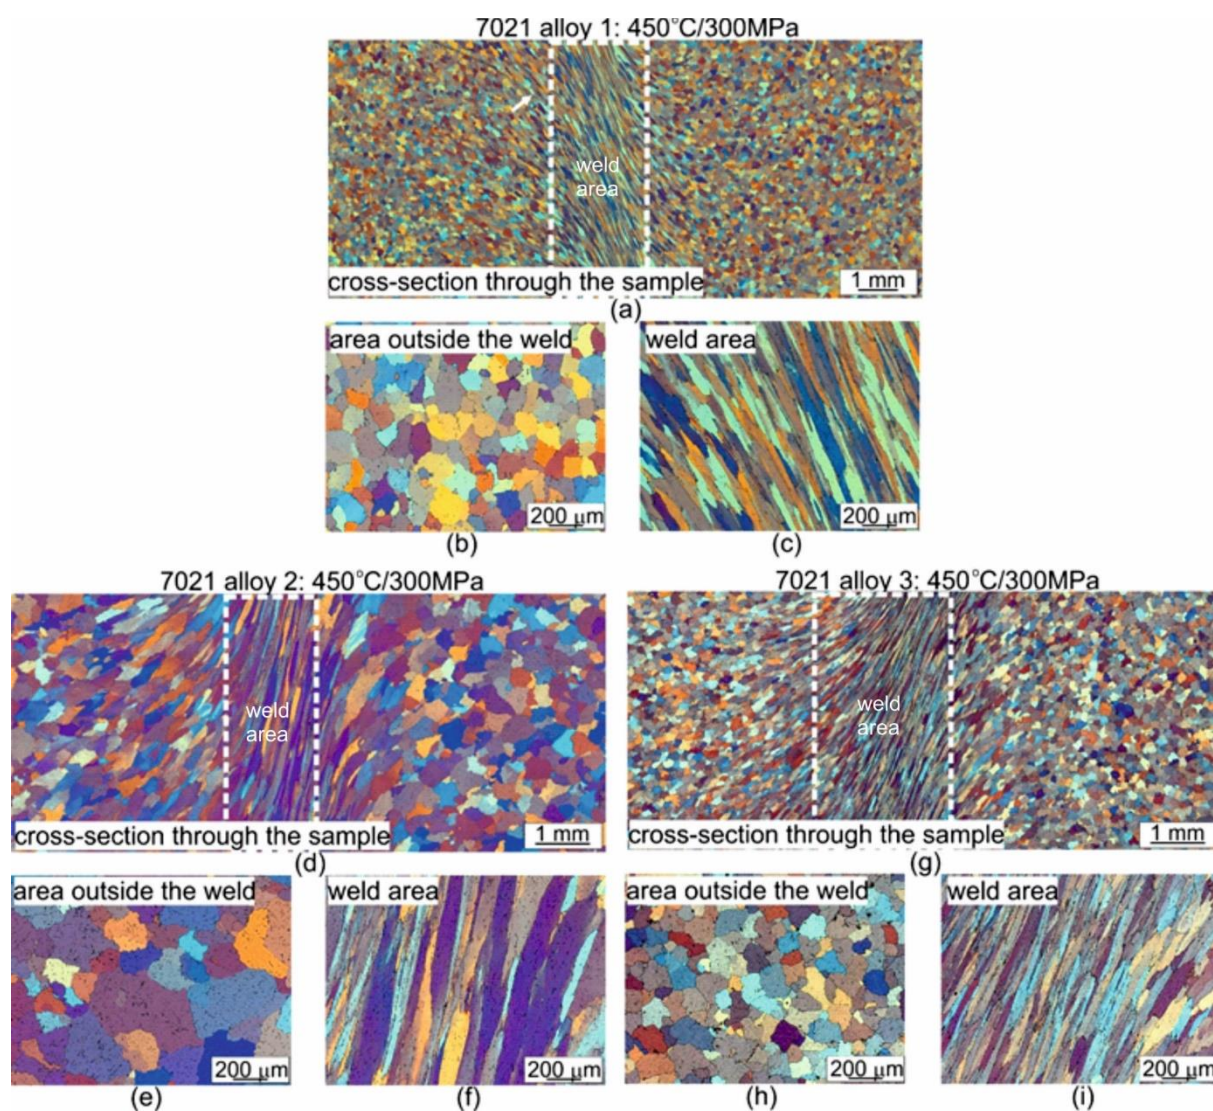 7021 alloy 1: 450°C/300MPa
weld
area
cross-section through the sample
1 mm
(a)
area outside the weld
200 μm
(b)
weld area
200 μm
(c)
7021 alloy 2: 450°C/300MPa
weld
area
cross-section through the sample
1 mm
(d)
7021 alloy 3: 450°C/300MPa
weld
area
cross-section through the sample
1 mm
(g)
area outside the weld
200 μm
(e)
weld area
200 μm
(f)
area outside the weld
200 μm
(h)
weld area
200 μm
(i)